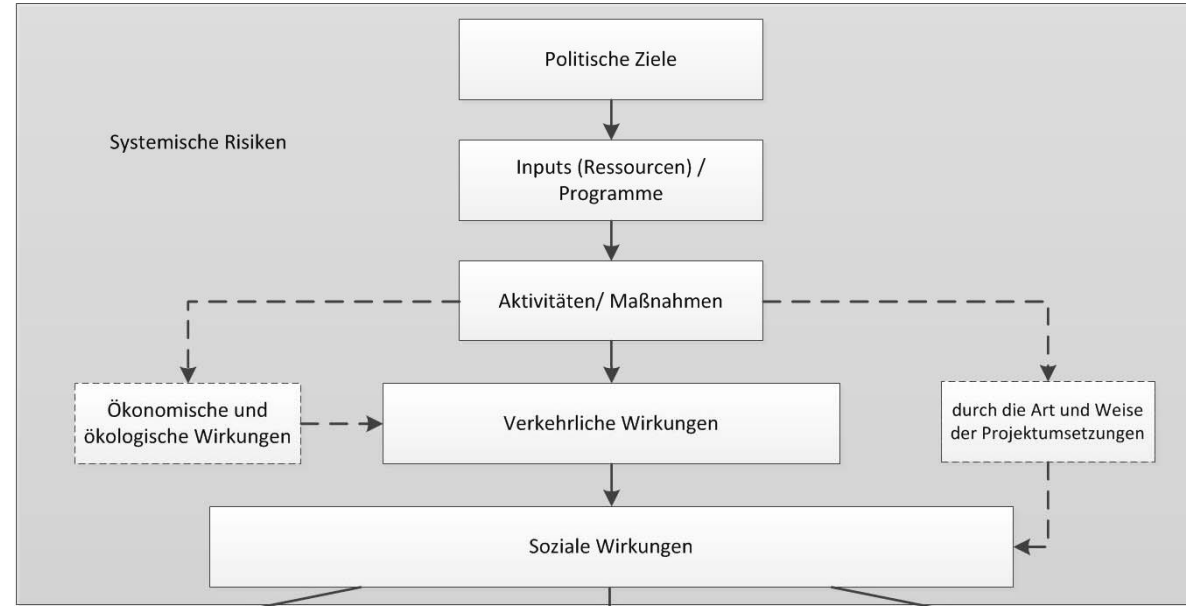 Politische Ziele
Systemische Risiken
Inputs (Ressourcen) /
Programme
Aktivitäten/ Maßnahmen
Ökonomische und
ökologische Wirkungen
Verkehrliche Wirkungen
durch die Art und Weise
der Projektumsetzungen
Soziale Wirkungen